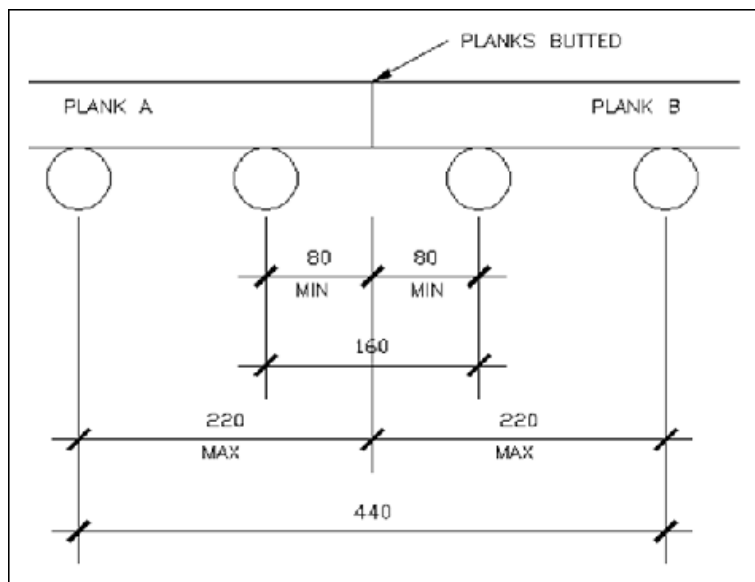 PLANKS BUTTED
PLANK A
PLANK B
80
80
MIN
MIN
160
220
220
MAX
MAX
440